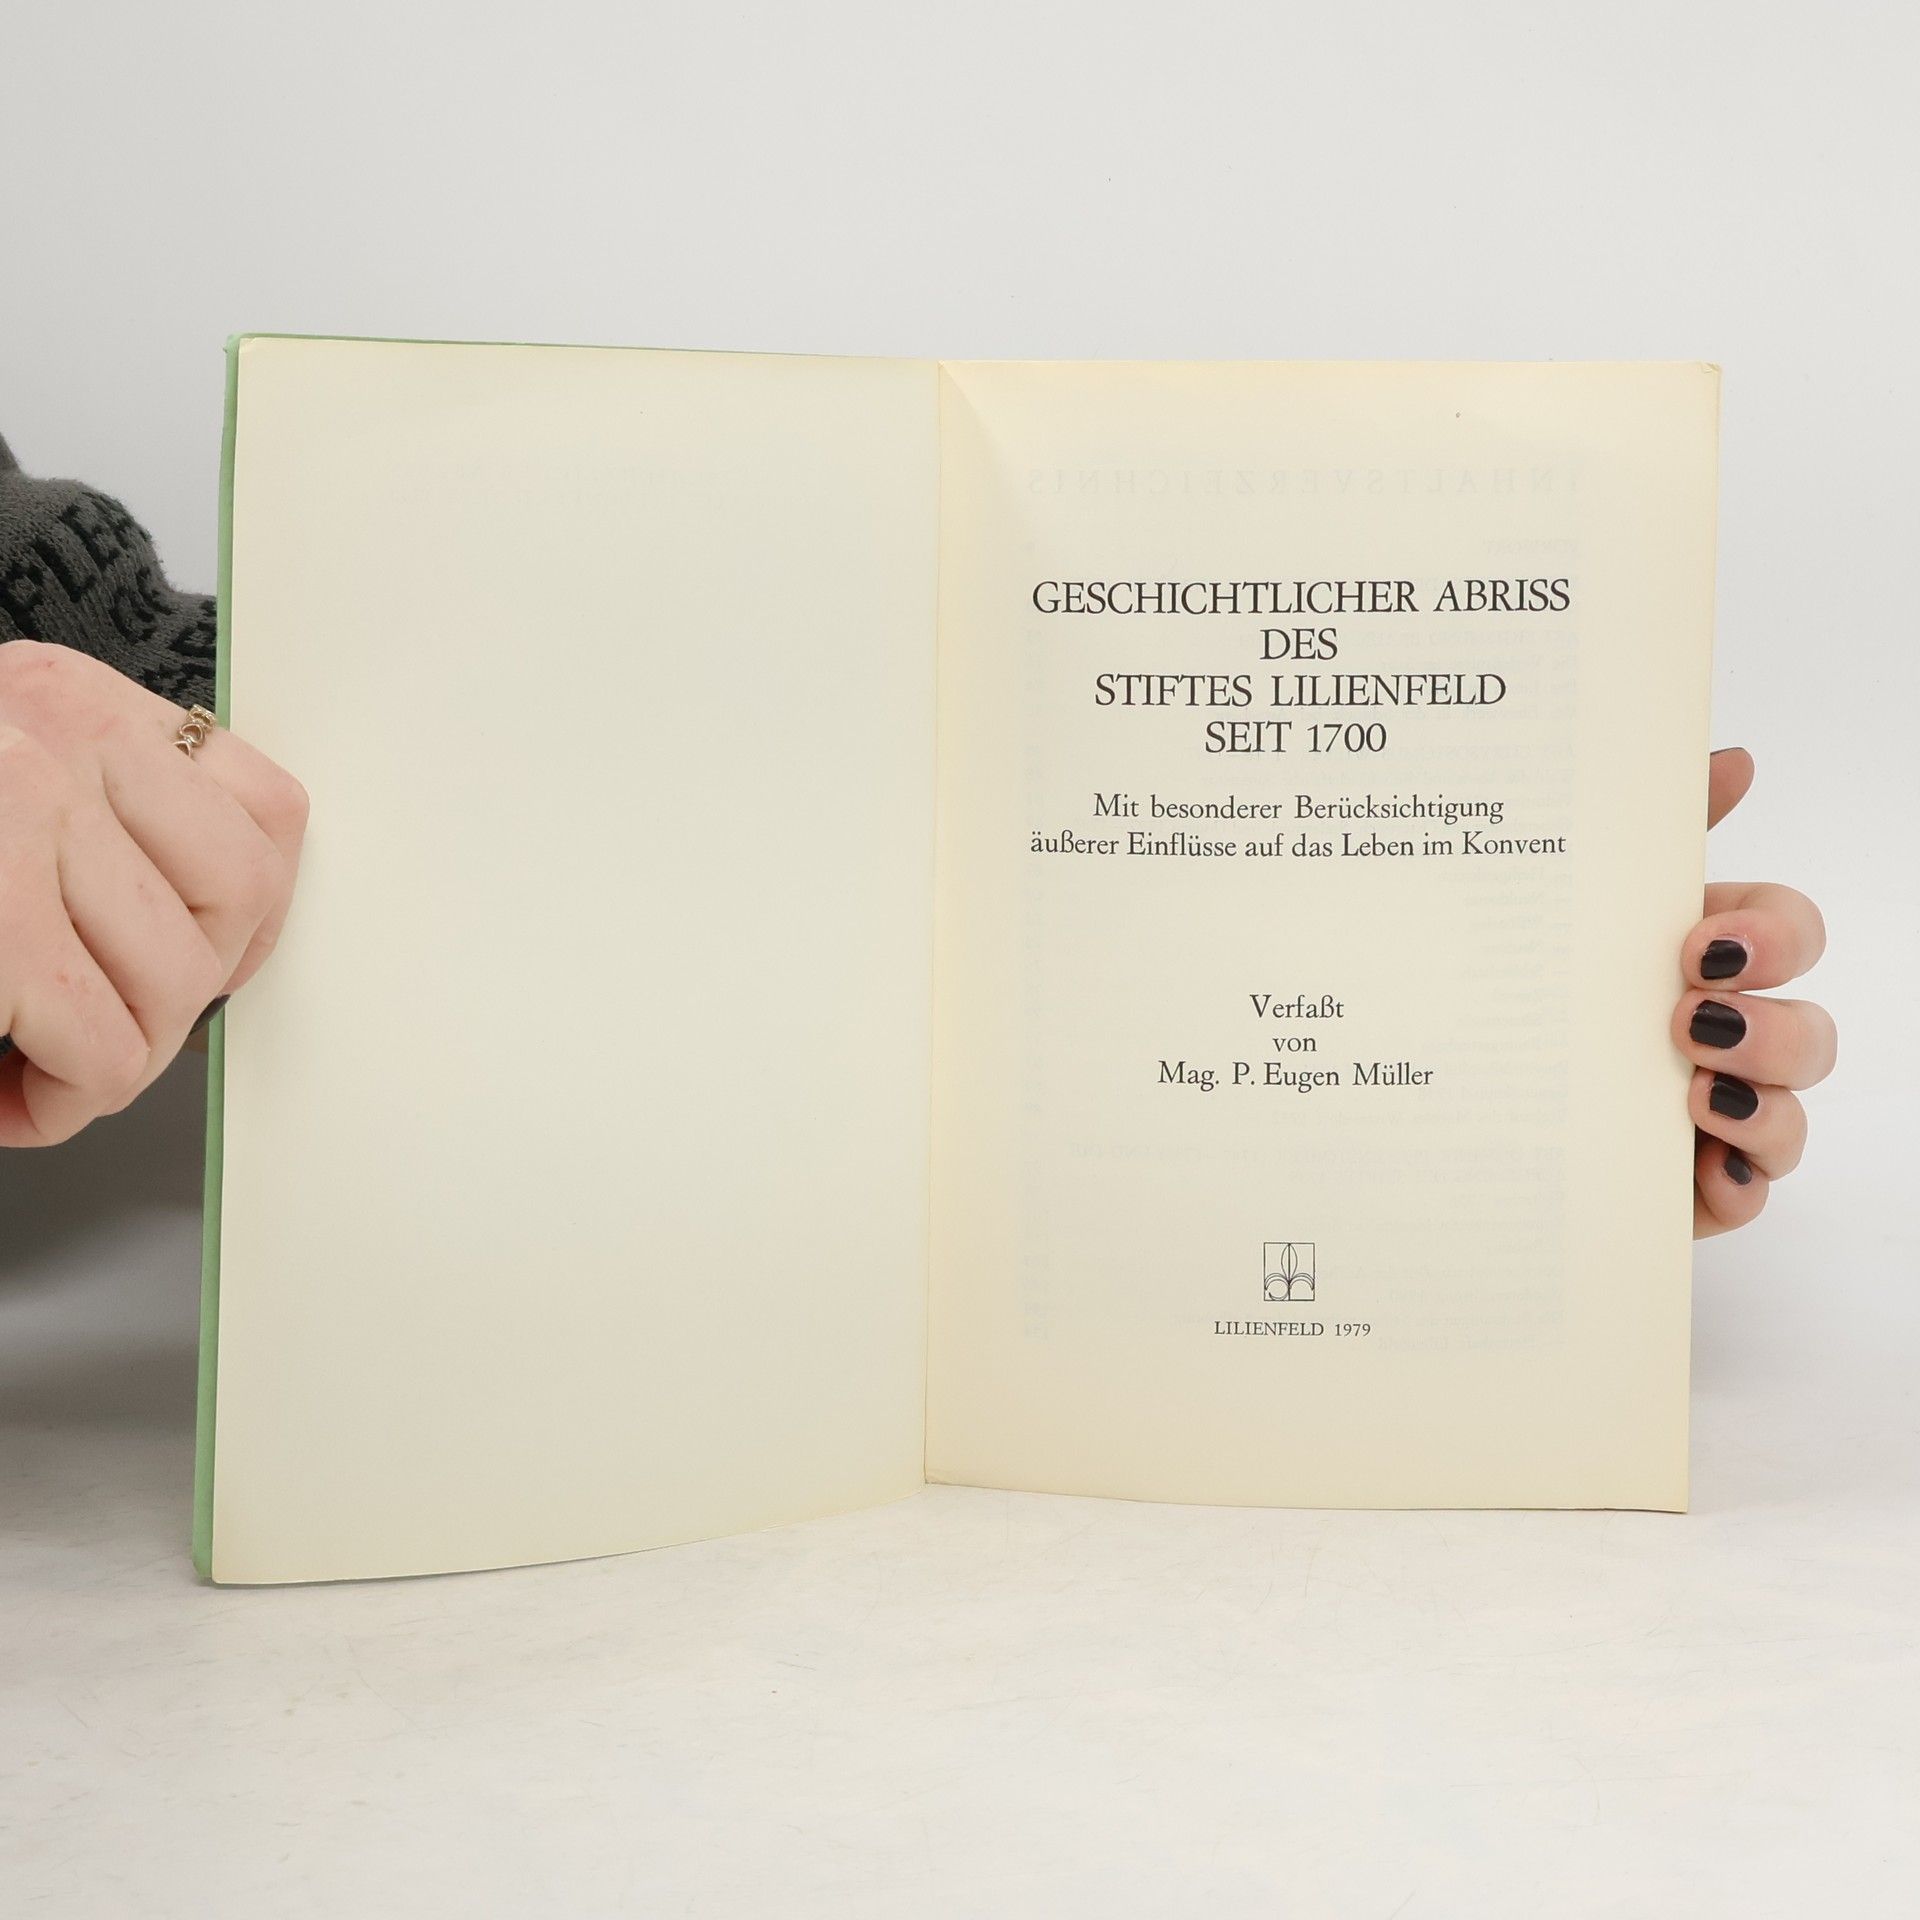 GESCHICHTLICHER ABRISS
DES
STIFTES LILIENFELD
SEIT 1700
Mit besonderer Berücksichtigung
äußerer Einflüsse auf das Leben im Konvent
Verfaßt
von
Mag. P. Eugen Müller
LILIENFELD 1979
INHALTSVERZEICHNIS